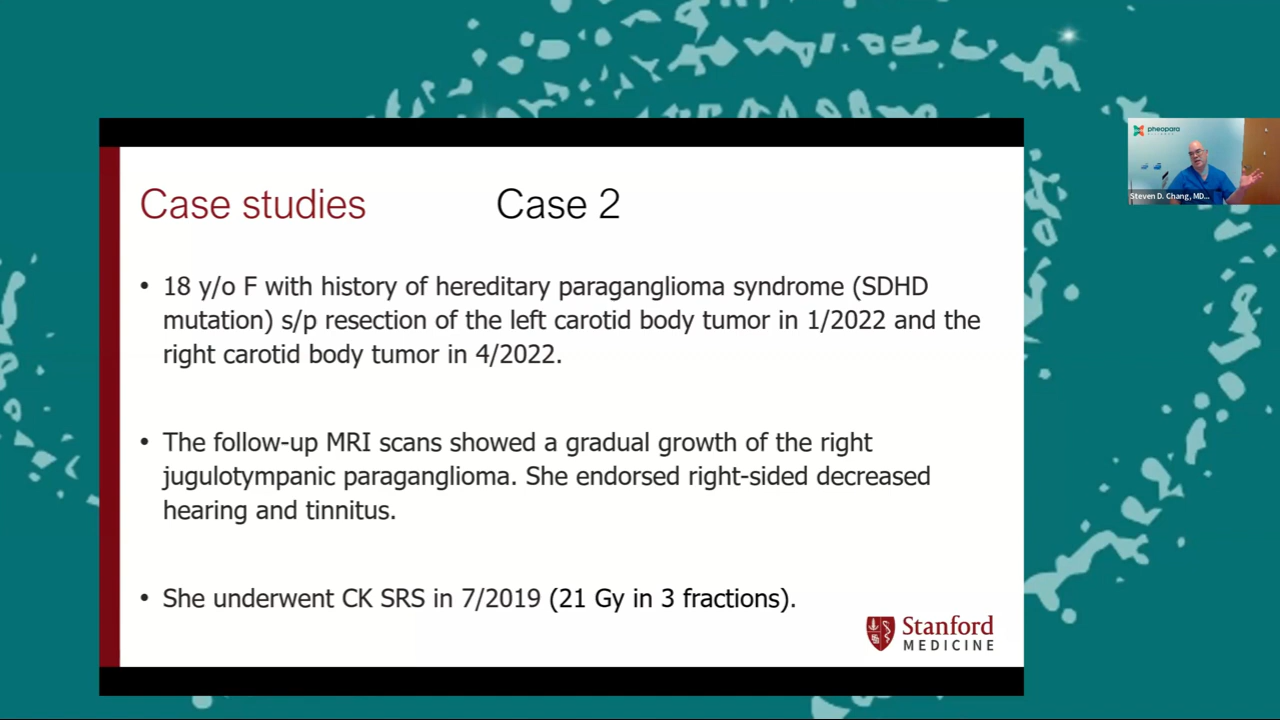 Case studies Case 2
• 18 y/o F with history of hereditary paraganglioma syndrome (SDHD
mutation) s/p resection of the left carotid body tumor in 1/2022 and the
right carotid body tumor in 4/2022.
• The follow-up MRI scans showed a gradual growth of the right
jugulotympanic paraganglioma. She endorsed right-sided decreased
hearing and tinnitus.
• She underwent CK SRS in 7/2019 (21 Gy in 3 fractions).
Stanford
MEDICINE
pheopara
Steven D. Chang, MD...